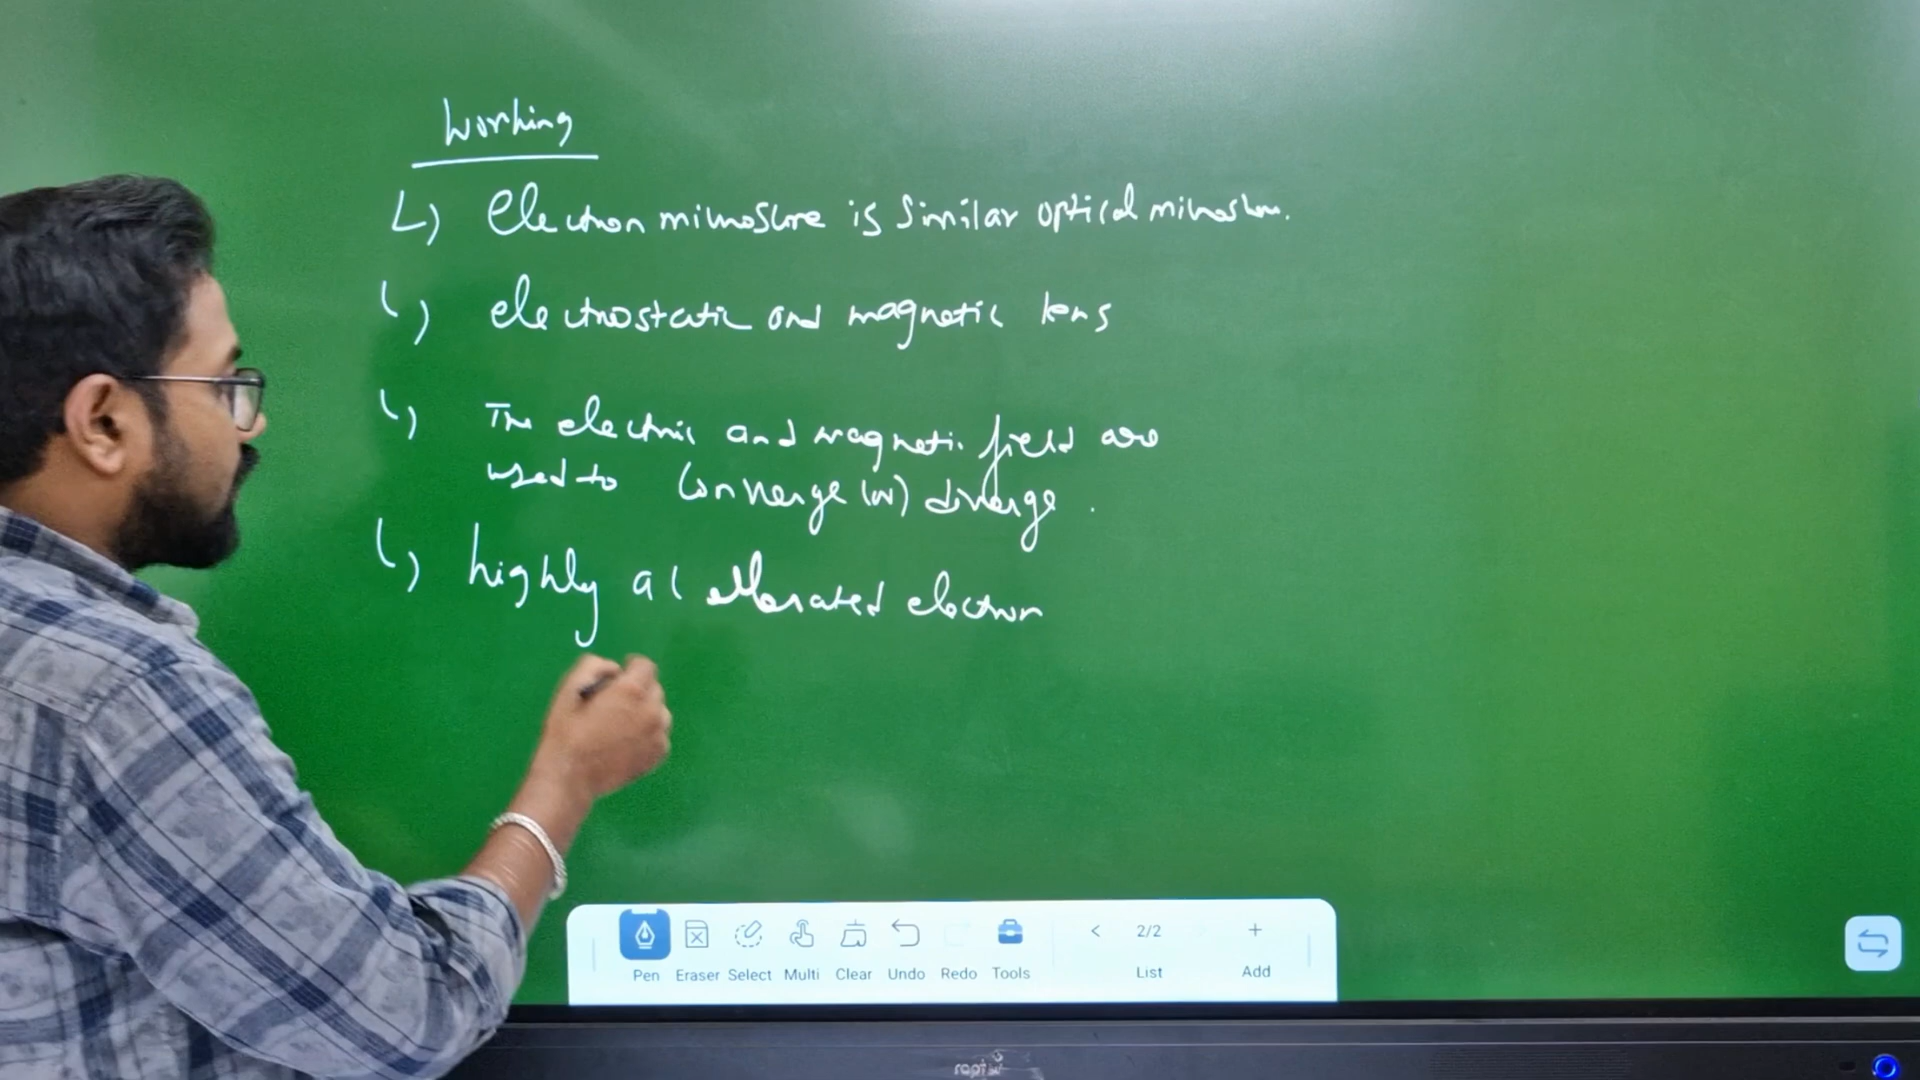 Working
Electron microscope is similar optical microscope.
electrostatic and magnetic lens
The electric and magnetic field are
used to converge (or) diverge.
highly accelerated electron
Pen Eraser Select Multi Clear Undo Redo Tools < 2/2 List + Add